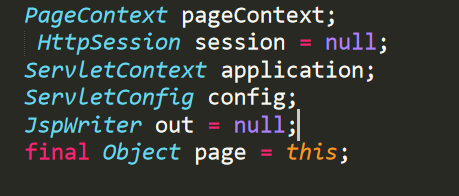 PageContext pageContext;
HttpSession session = null;
ServletContext application;
ServletConfig config;
JspWriter out = null;
final Object page = this;